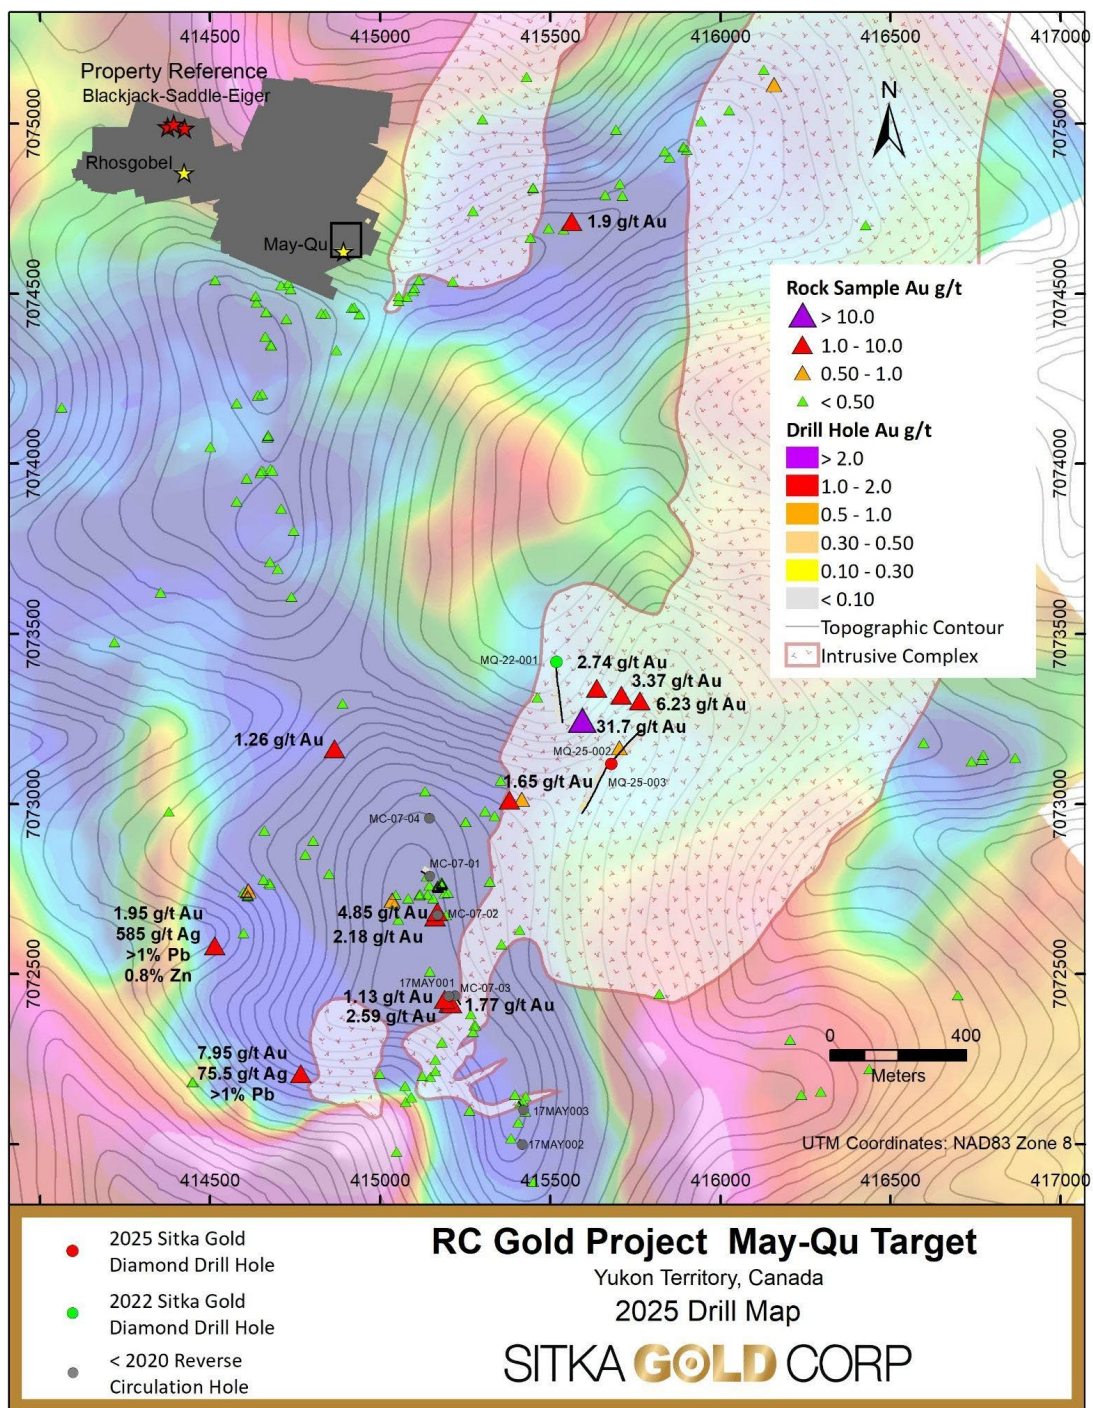 414500 415000 415500 416000 416500 417000
Property Reference
Blackjack-Saddle-Eiger
Rhosgobel
May-Qu
N
7075000
7074500
7074000
7073500
7073000
7072500
7075000
7074500
7074000
7073500
7073000
7072500
1.9 g/t Au
Rock Sample Au g/t
> 10.0
1.0 - 10.0
0.50 - 1.0
< 0.50
Drill Hole Au g/t
> 2.0
1.0 - 2.0
0.5 - 1.0
0.30 - 0.50
0.10 - 0.30
< 0.10
Topographic Contour
Intrusive Complex
MQ-22-001
2.74 g/t Au
3.37 g/t Au
6.23 g/t Au
31.7 g/t Au
MQ-25-002
MQ-25-003
1.26 g/t Au
1.65 g/t Au
MC-07-04
MC-07-01
4.85 g/t Au
MC-07-02
2.18 g/t Au
1.95 g/t Au
585 g/t Ag
>1% Pb
0.8% Zn
17MAY001
MC-07-03
1.13 g/t Au
1.77 g/t Au
2.59 g/t Au
7.95 g/t Au
75.5 g/t Ag
>1% Pb
17MAY003
17MAY002
0 400
Meters
UTM Coordinates: NAD83 Zone 8
414500 415000 415500 416000 416500 417000
2025 Sitka Gold
Diamond Drill Hole
2022 Sitka Gold
Diamond Drill Hole
< 2020 Reverse
Circulation Hole
RC Gold Project May-Qu Target
Yukon Territory, Canada
2025 Drill Map
SITKA GOLD CORP